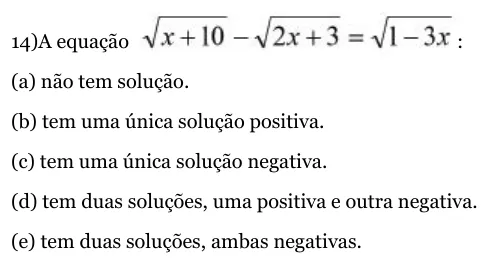 14)A equação √x + 10 − √2x + 3 = √1 − 3x :
(a) não tem solução.
(b) tem uma única solução positiva.
(c) tem uma única solução negativa.
(d) tem duas soluções, uma positiva e outra negativa.
(e) tem duas soluções, ambas negativas.